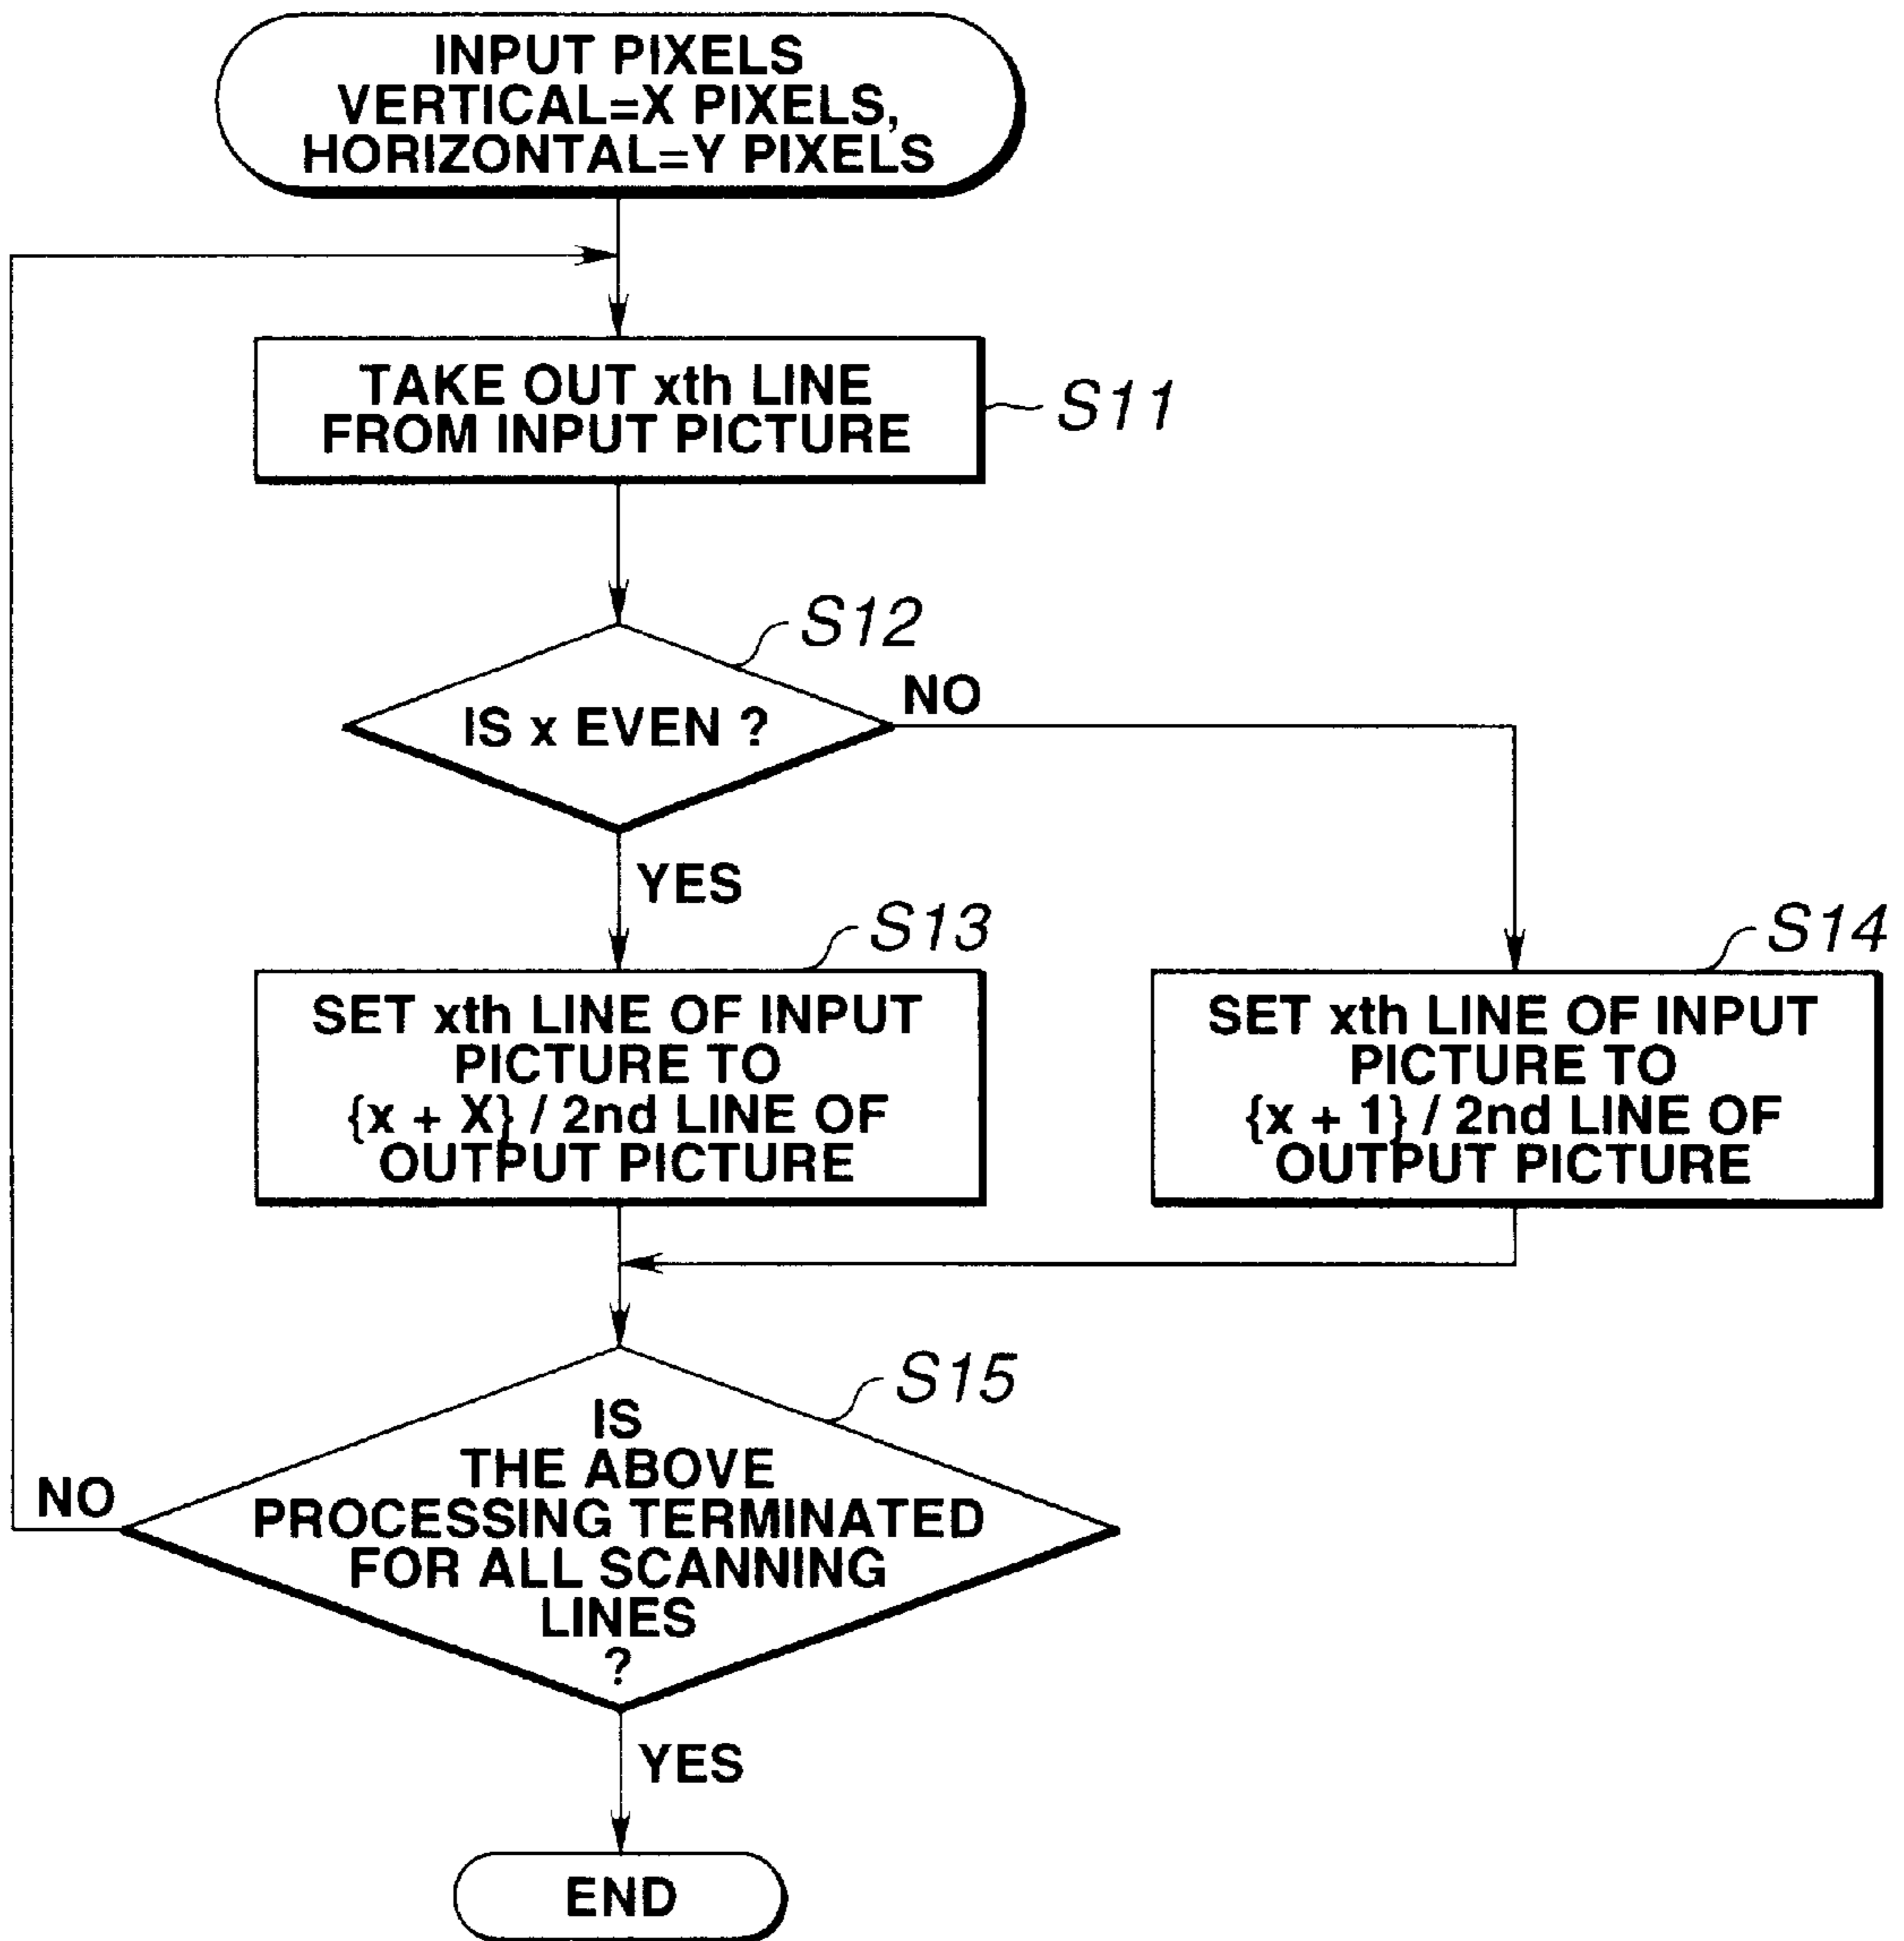 INPUT PIXELS
VERTICAL=X PIXELS,
HORIZONTAL=Y PIXELS
TAKE OUT xth LINE
FROM INPUT PICTURE
S11
S12
IS x EVEN ?
NO
YES
S13
SET xth LINE OF INPUT
PICTURE TO
{x + X} / 2nd LINE OF
OUTPUT PICTURE
S14
SET xth LINE OF INPUT
PICTURE TO
{x + 1} / 2nd LINE OF
OUTPUT PICTURE
S15
IS
THE ABOVE
PROCESSING TERMINATED
FOR ALL SCANNING
LINES
?
NO
YES
END